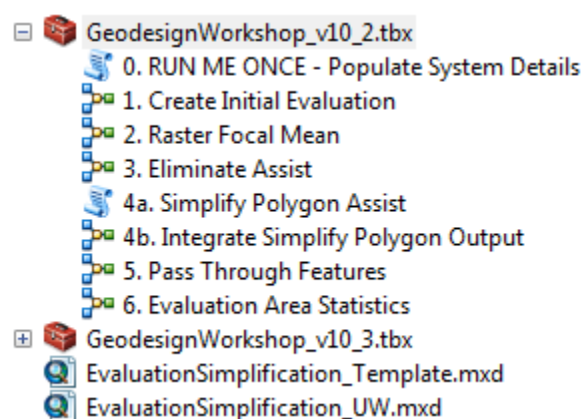 GeodesignWorkshop_v10_2.tbx
0. RUN ME ONCE - Populate System Details
1. Create Initial Evaluation
2. Raster Focal Mean
3. Eliminate Assist
4a. Simplify Polygon Assist
4b. Integrate Simplify Polygon Output
5. Pass Through Features
6. Evaluation Area Statistics
GeodesignWorkshop_v10_3.tbx
EvaluationSimplification_Template.mxd
EvaluationSimplification_UW.mxd